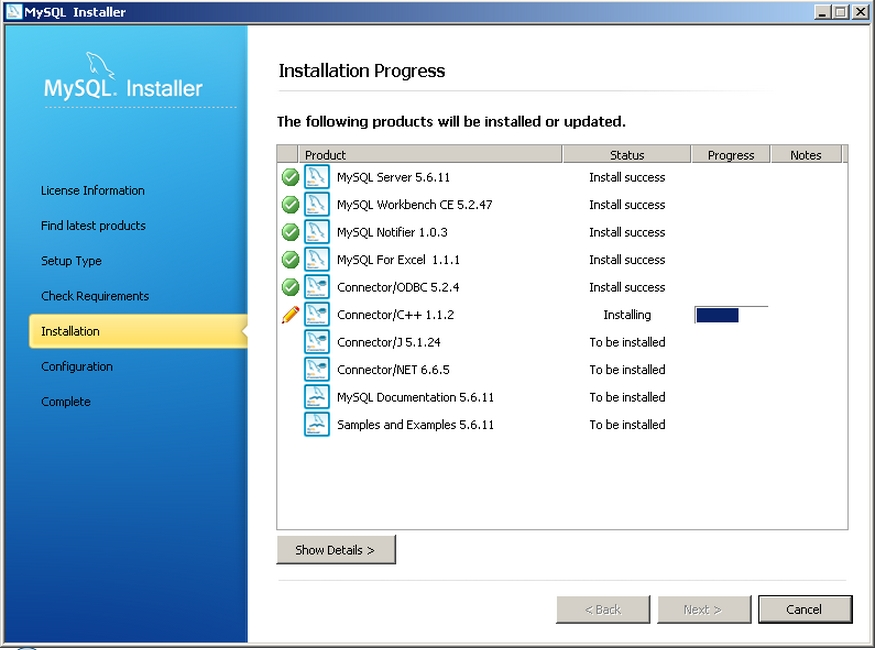 MySQL Installer
MySQL. Installer
License Information
Find latest products
Setup Type
Check Requirements
Installation
Configuration
Complete
Installation Progress
The following products will be installed or updated.
Product Status Progress Notes
MySQL Server 5.6.11 Install success
MySQL Workbench CE 5.2.47 Install success
MySQL Notifier 1.0.3 Install success
MySQL For Excel 1.1.1 Install success
Connector/ODBC 5.2.4 Install success
Connector/C++ 1.1.2 Installing
Connector/J 5.1.24 To be installed
Connector/NET 6.6.5 To be installed
MySQL Documentation 5.6.11 To be installed
Samples and Examples 5.6.11 To be installed
Show Details >
< Back Next > Cancel